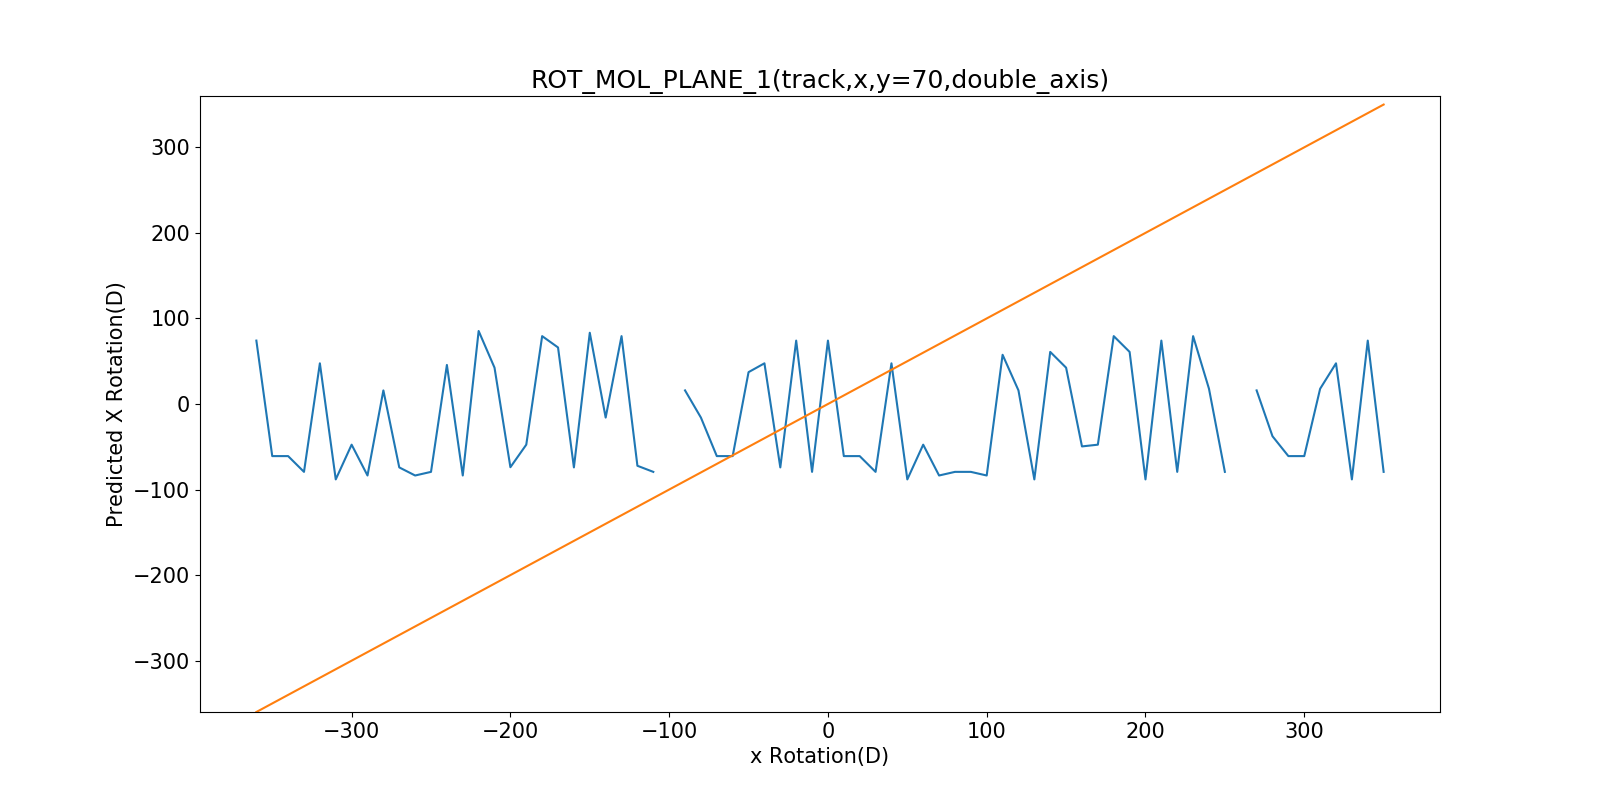 ROT_MOL_PLANE_1(track,x,y=70,double_axis)
300
200
100
0
−100
−200
−300
Predicted X Rotation(D)
−300 −200 −100 0 100 200 300
x Rotation(D)